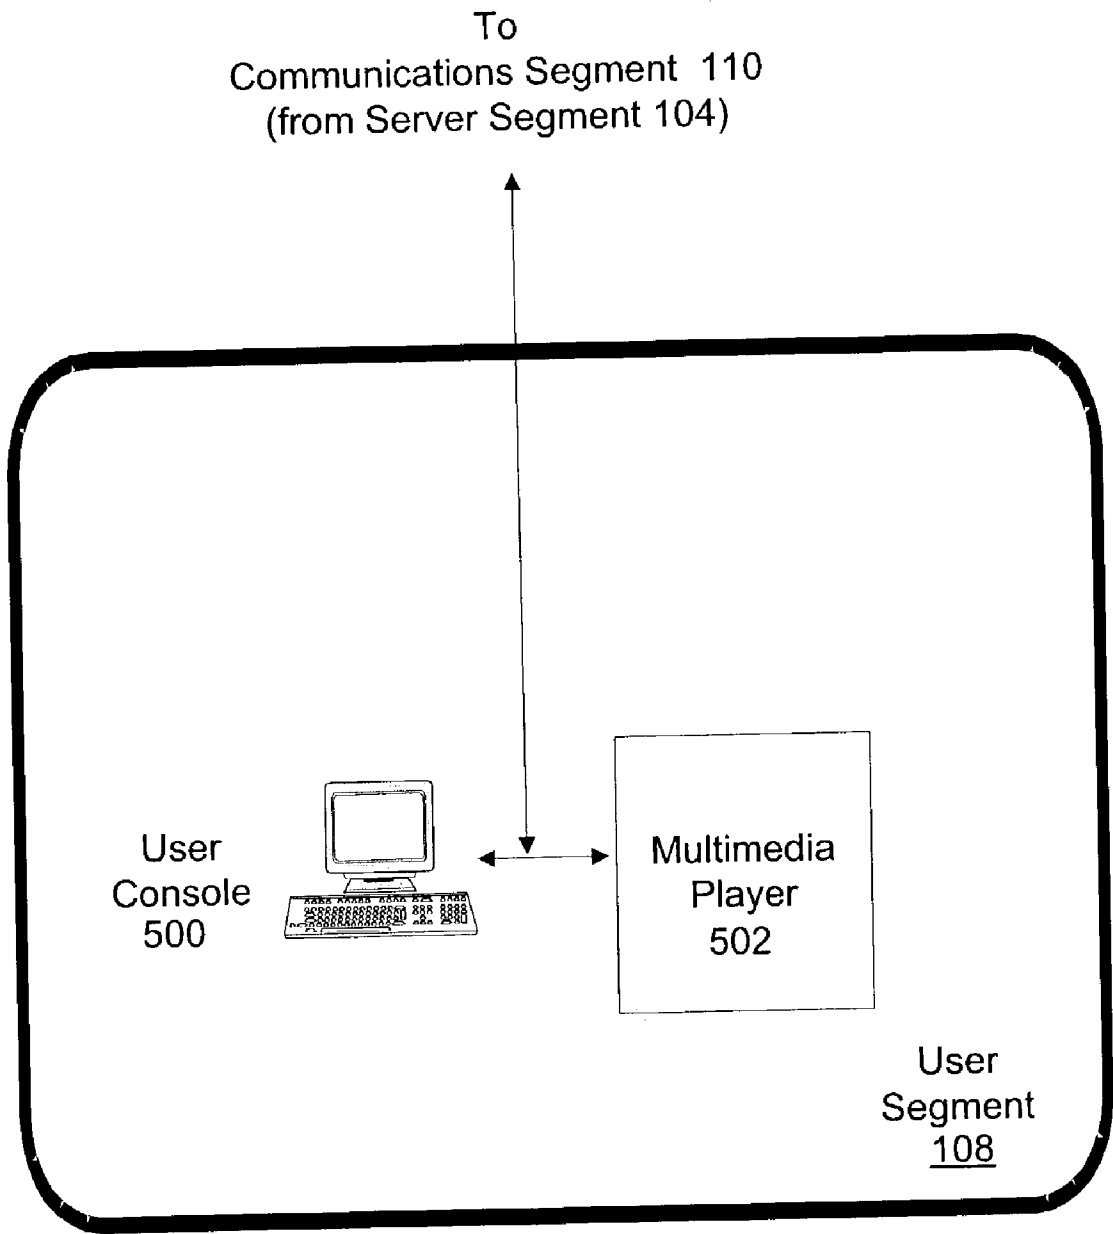 To
Communications Segment 110
(from Server Segment 104)
User
Console
500
Multimedia
Player
502
User
Segment
108